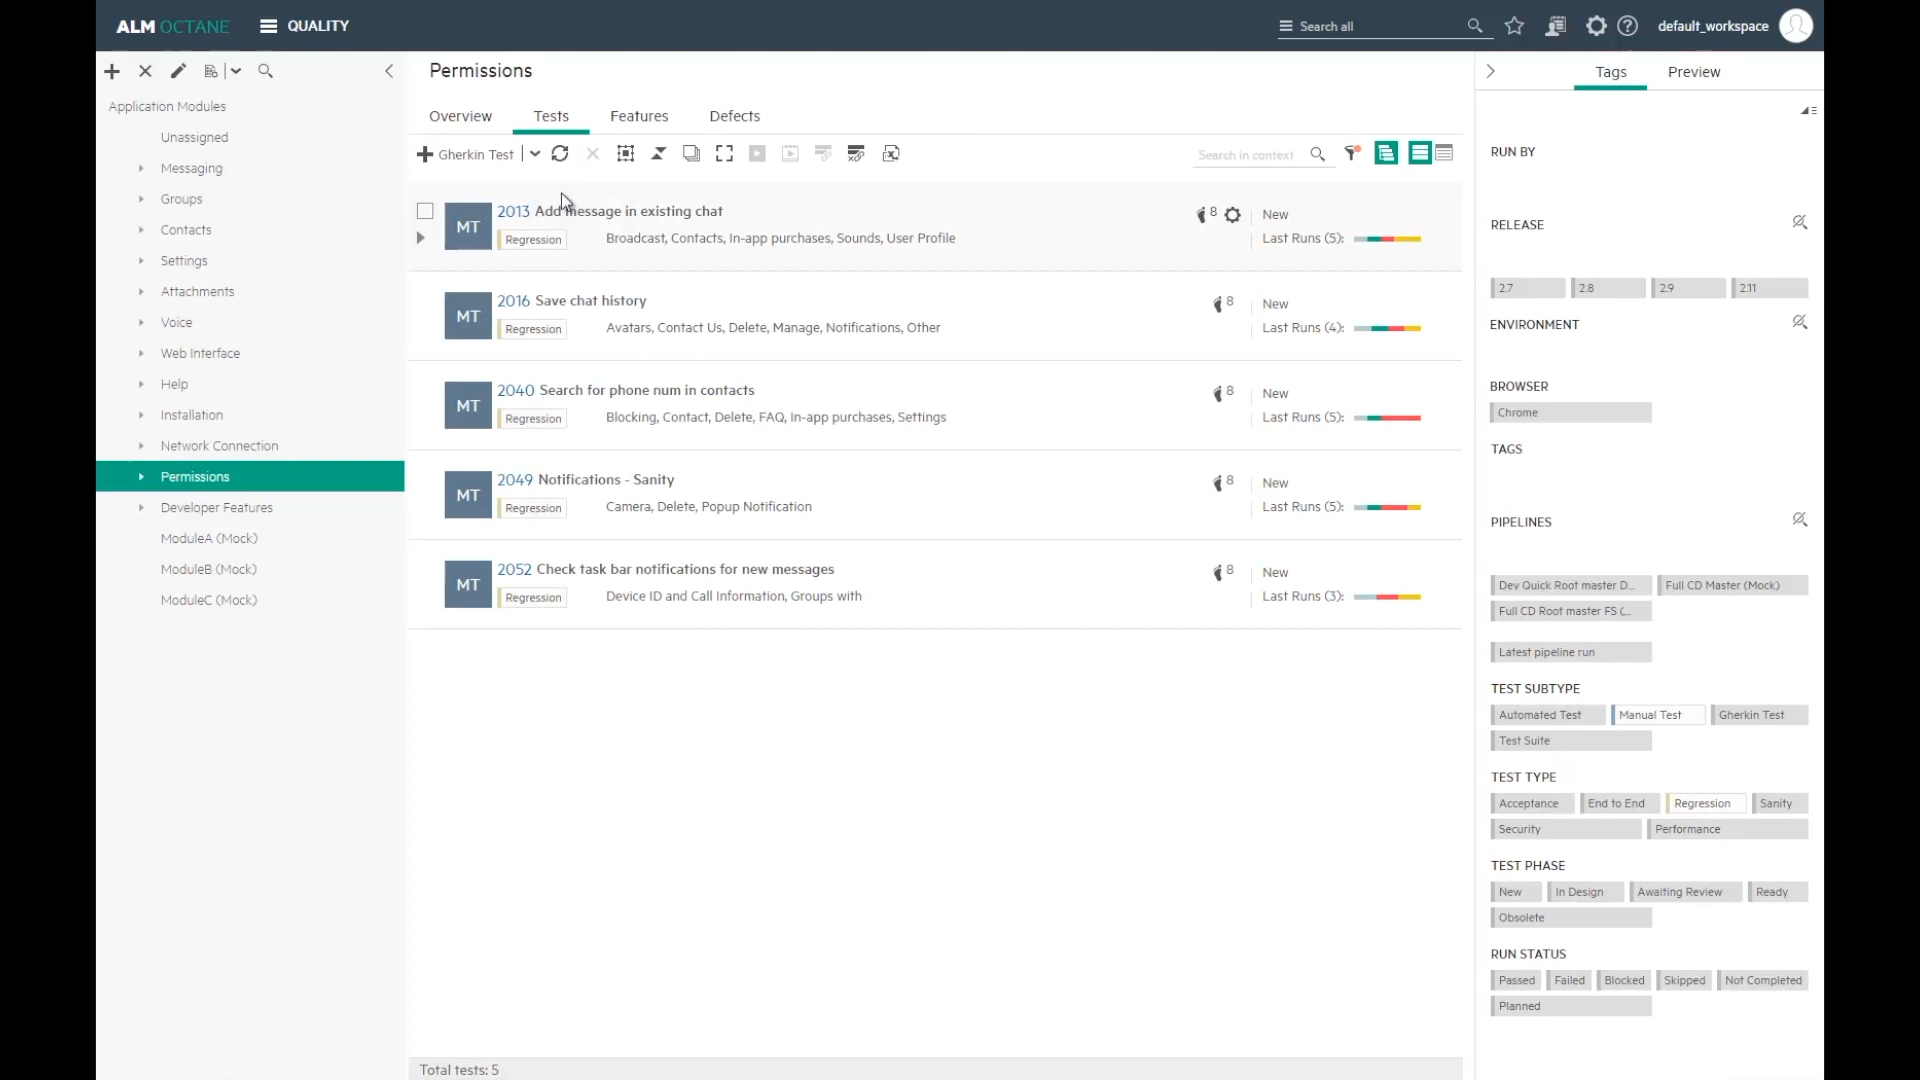 ALM OCTANE QUALITY Search all default_workspace
Application Modules
Unassigned
Messaging
Groups
Contacts
Settings
Attachments
Voice
Web Interface
Help
Installation
Network Connection
Permissions
Developer Features
ModuleA (Mock)
ModuleB (Mock)
ModuleC (Mock)
Permissions
Overview Tests Features Defects
Gherkin Test Search in context
MT 2013 Add message in existing chat 8 New
Regression Broadcast, Contacts, In-app purchases, Sounds, User Profile Last Runs (5):
MT 2016 Save chat history 8 New
Regression Avatars, Contact Us, Delete, Manage, Notifications, Other Last Runs (4):
MT 2040 Search for phone num in contacts 8 New
Regression Blocking, Contact, Delete, FAQ, In-app purchases, Settings Last Runs (5):
MT 2049 Notifications - Sanity 8 New
Regression Camera, Delete, Popup Notification Last Runs (5):
MT 2052 Check task bar notifications for new messages 8 New
Regression Device ID and Call Information, Groups with Last Runs (3):
Total tests: 5
Tags Preview
RUN BY
RELEASE
2.7 2.8 2.9 2.11
ENVIRONMENT
BROWSER
Chrome
TAGS
PIPELINES
Dev Quick Root master D... Full CD Master (Mock)
Full CD Root master FS (...
Latest pipeline run
TEST SUBTYPE
Automated Test Manual Test Gherkin Test
Test Suite
TEST TYPE
Acceptance End to End Regression Sanity
Security Performance
TEST PHASE
New In Design Awaiting Review Ready
Obsolete
RUN STATUS
Passed Failed Blocked Skipped Not Completed
Planned